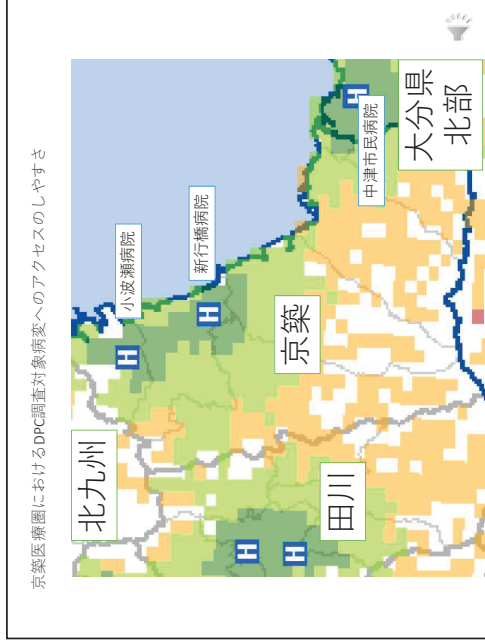 京築医療圏におけるDPC調査対象病変へのアクセスのしやすさ
北九州
小波瀬病院
H
新行橋病院
H
京築
田川
H
H
中津市民病院
H
大分県
北部